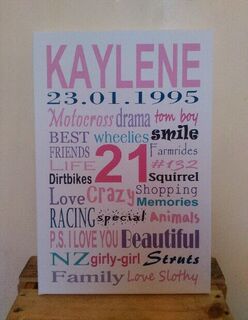 KAYLENE
23.01.1995
Motocross drama tom boy
BEST wheelies smile
FRIENDS Farmrides
LIFE 21 #132
Dirtbikes Squirrel
Love Crazy Shopping
Memories
RACING special Animals
P.S. I LOVE YOU Beautiful
NZ girly-girl Struts
Family Love Slothy